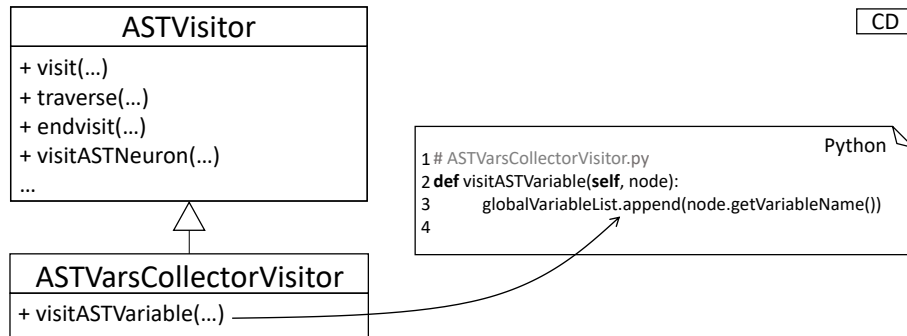 ASTVisitor
+ visit(...)
+ traverse(...)
+ endvisit(...)
+ visitASTNeuron(...)
...
ASTVarsCollectorVisitor
+ visitASTVariable(...)
CD
Python
1 # ASTVarsCollectorVisitor.py
2 def visitASTVariable(self, node):
3 globalVariableList.append(node.getVariableName())
4